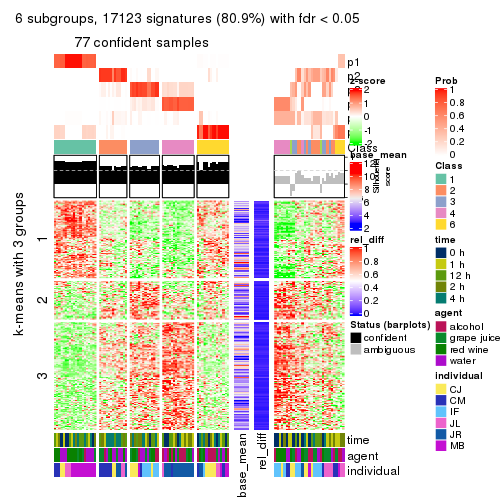 6 subgroups, 17123 signatures (80.9%) with fdr < 0.05
77 confident samples
p1
p2
Class
k-means with 3 groups
1
2
3
base_mean
rel_diff
time
agent
individual
z-score
2
1
0
-1
-2
base_mean
12
10
8
6
4
2
Silhouette
score
rel_diff
1
0.8
0.6
0.4
0.2
0
Status (barplots)
confident
ambiguous
Prob
1
0.8
0.6
0.4
0.2
0
Class
1
2
3
4
6
time
0 h
1 h
12 h
2 h
4 h
agent
alcohol
grape juice
red wine
water
individual
CJ
CM
IF
JL
JR
MB